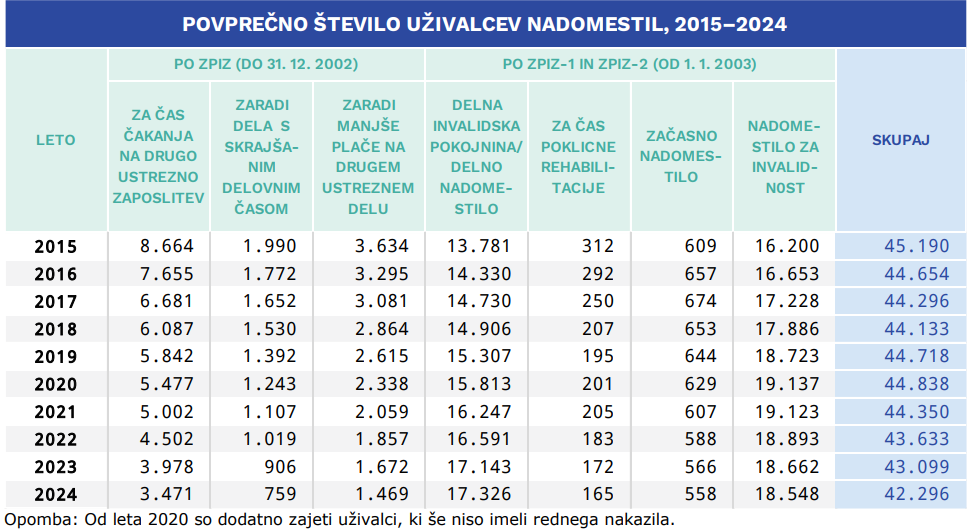 POVPREČNO ŠTEVILO UŽIVALCEV NADOMESTIL, 2015–2024
PO ZPIZ (DO 31. 12. 2002) PO ZPIZ-1 IN ZPIZ-2 (OD 1. 1. 2003)
LETO
ZA ČAS
ČAKANJA
NA DRUGO
USTREZNO
ZAPOSLITEV
ZARADI
DELA S
SKRAJŠA-
NIM
DELOVNIM
ČASOM
ZARADI
MANJŠE
PLAČE NA
DRUGEM
USTREZNEM
DELU
DELNA
INVALIDSKA
POKOJNINA/
DELNO
NADOME-
STILO
ZA ČAS
POKLICNE
REHABILI-
TACIJE
ZAČASNO
NADOMES-
TILO
NADOME-
STILO ZA
INVALID-
NOST
SKUPAJ
2015 8.664 1.990 3.634 13.781 312 609 16.200 45.190
2016 7.655 1.772 3.295 14.330 292 657 16.653 44.654
2017 6.681 1.652 3.081 14.730 250 674 17.228 44.296
2018 6.087 1.530 2.864 14.906 207 653 17.886 44.133
2019 5.842 1.392 2.615 15.307 195 644 18.723 44.718
2020 5.477 1.243 2.338 15.813 201 629 19.137 44.838
2021 5.002 1.107 2.059 16.247 205 607 19.123 44.350
2022 4.502 1.019 1.857 16.591 183 588 18.893 43.633
2023 3.978 906 1.672 17.143 172 566 18.662 43.099
2024 3.471 759 1.469 17.326 165 558 18.548 42.296
Opomba: Od leta 2020 so dodatno zajeti uživalci, ki še niso imeli rednega nakazila.